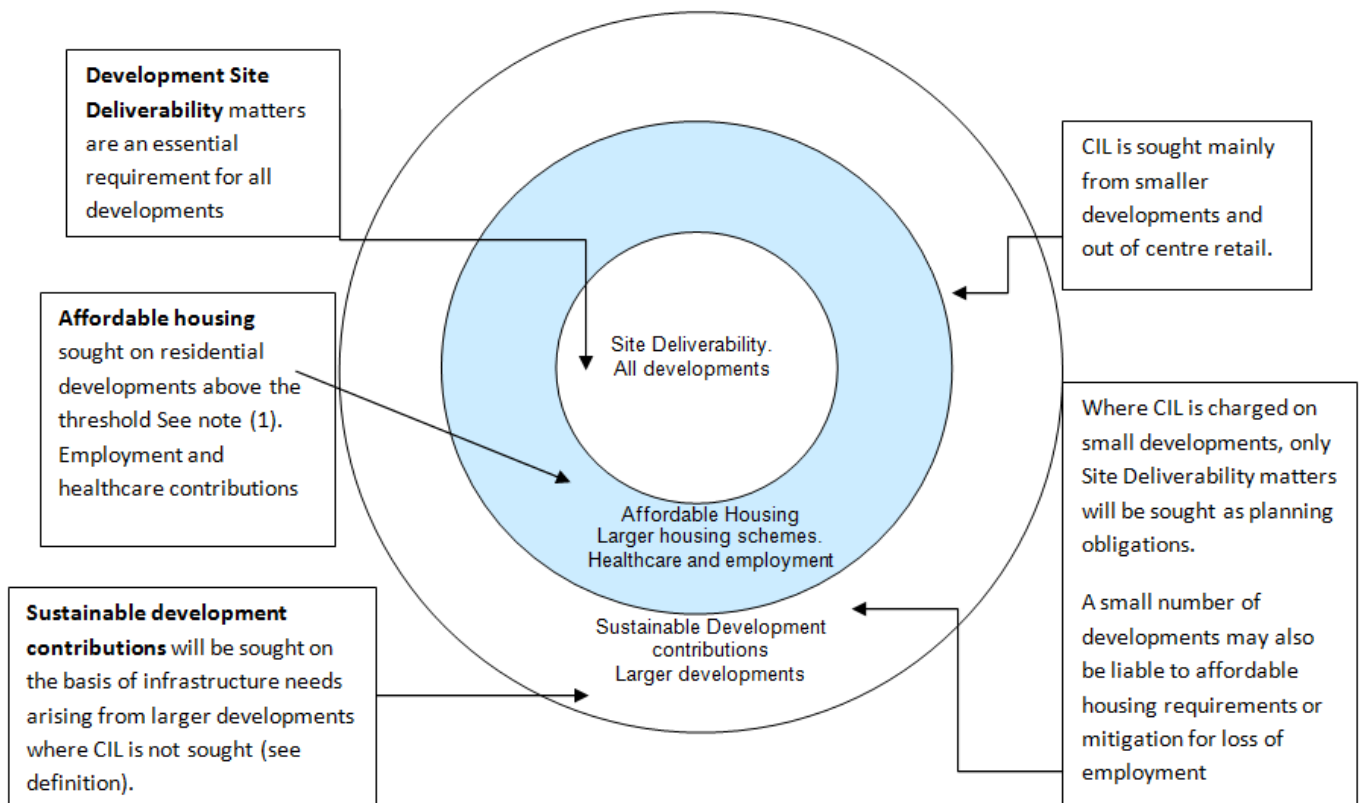 Development Site
Deliverability matters
are an essential
requirement for all
developments
CIL is sought mainly
from smaller
developments and
out of centre retail.
Affordable housing
sought on residential
developments above the
threshold See note (1).
Employment and
healthcare contributions
Site Deliverability.
All developments
Affordable Housing
Larger housing schemes.
Healthcare and employment
Where CIL is charged on
small developments, only
Site Deliverability matters
will be sought as planning
obligations.
A small number of
developments may also
be liable to affordable
housing requirements or
mitigation for loss of
employment
Sustainable development
contributions will be sought on
the basis of infrastructure needs
arising from larger developments
where CIL is not sought (see
definition).
Sustainable Development
contributions
Larger developments